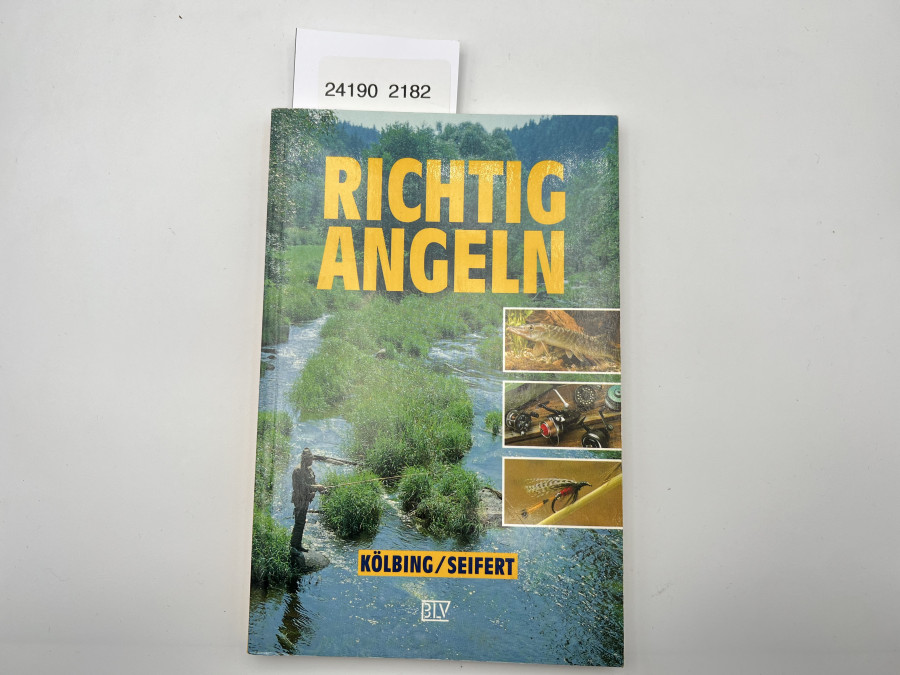 24190 2182
RICHTIG
ANGELN
KÖLBING/SEIFERT
BLV